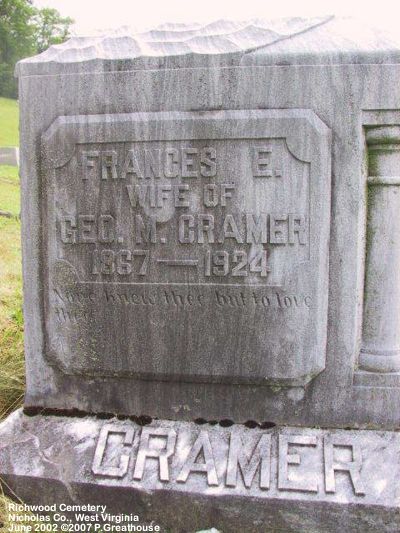 FRANCES E.
WIFE OF
GEO. M. CRAMER
1867 — 1924
None knew thee but to love
thee
CRAMER
Richwood Cemetery
Nicholas Co., West Virginia
June 2002 ©2007 P.Greathouse